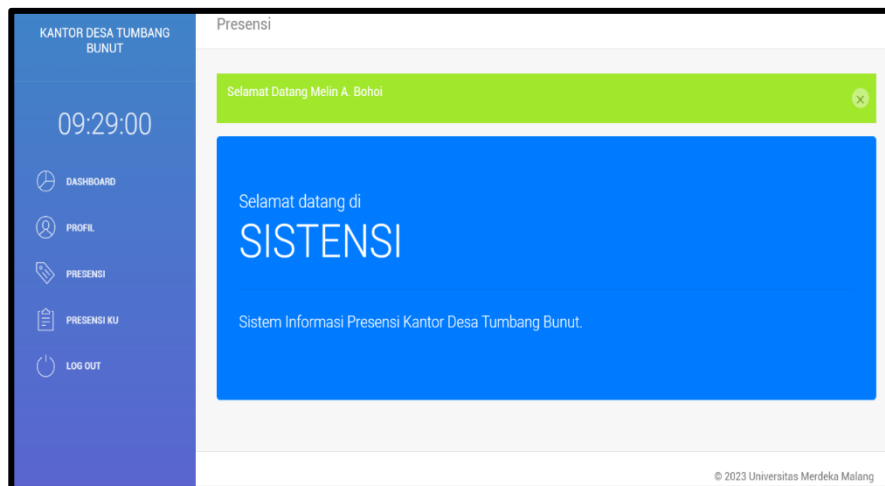 KANTOR DESA TUMBANG
BUNUT
09:29:00
DASHBOARD
PROFIL
PRESENSI
PRESENSI KU
LOG OUT
Presensi
Selamat Datang Melin A. Bohoi
Selamat datang di
SISTENSI
Sistem Informasi Presensi Kantor Desa Tumbang Bunut.
© 2023 Universitas Merdeka Malang